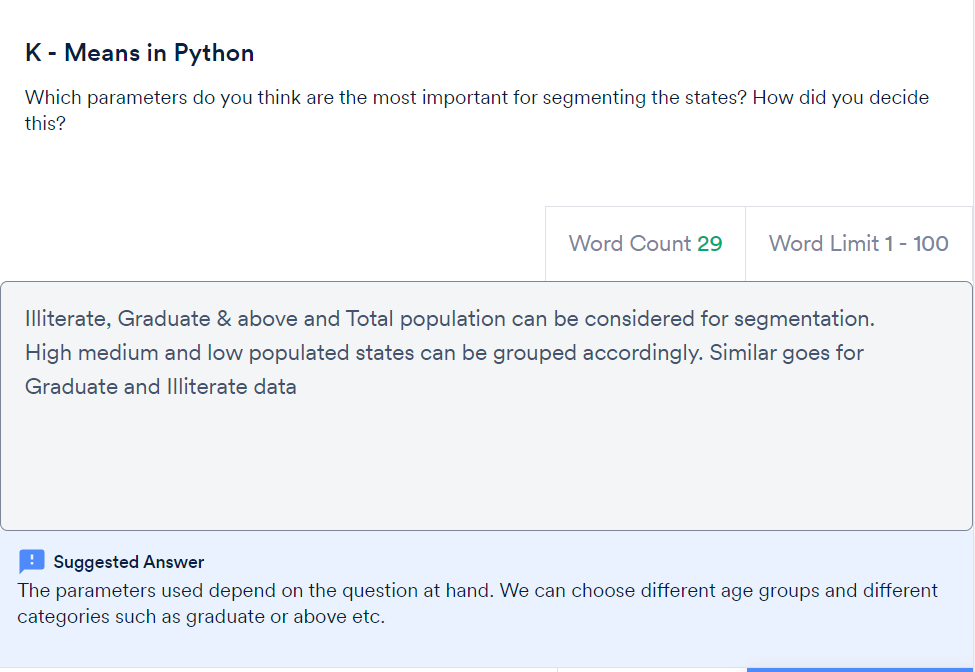 K - Means in Python
Which parameters do you think are the most important for segmenting the states? How did you decide
this?
Word Count 29
Word Limit 1 - 100
Illiterate, Graduate & above and Total population can be considered for segmentation.
High medium and low populated states can be grouped accordingly. Similar goes for
Graduate and Illiterate data
Suggested Answer
The parameters used depend on the question at hand. We can choose different age groups and different
categories such as graduate or above etc.